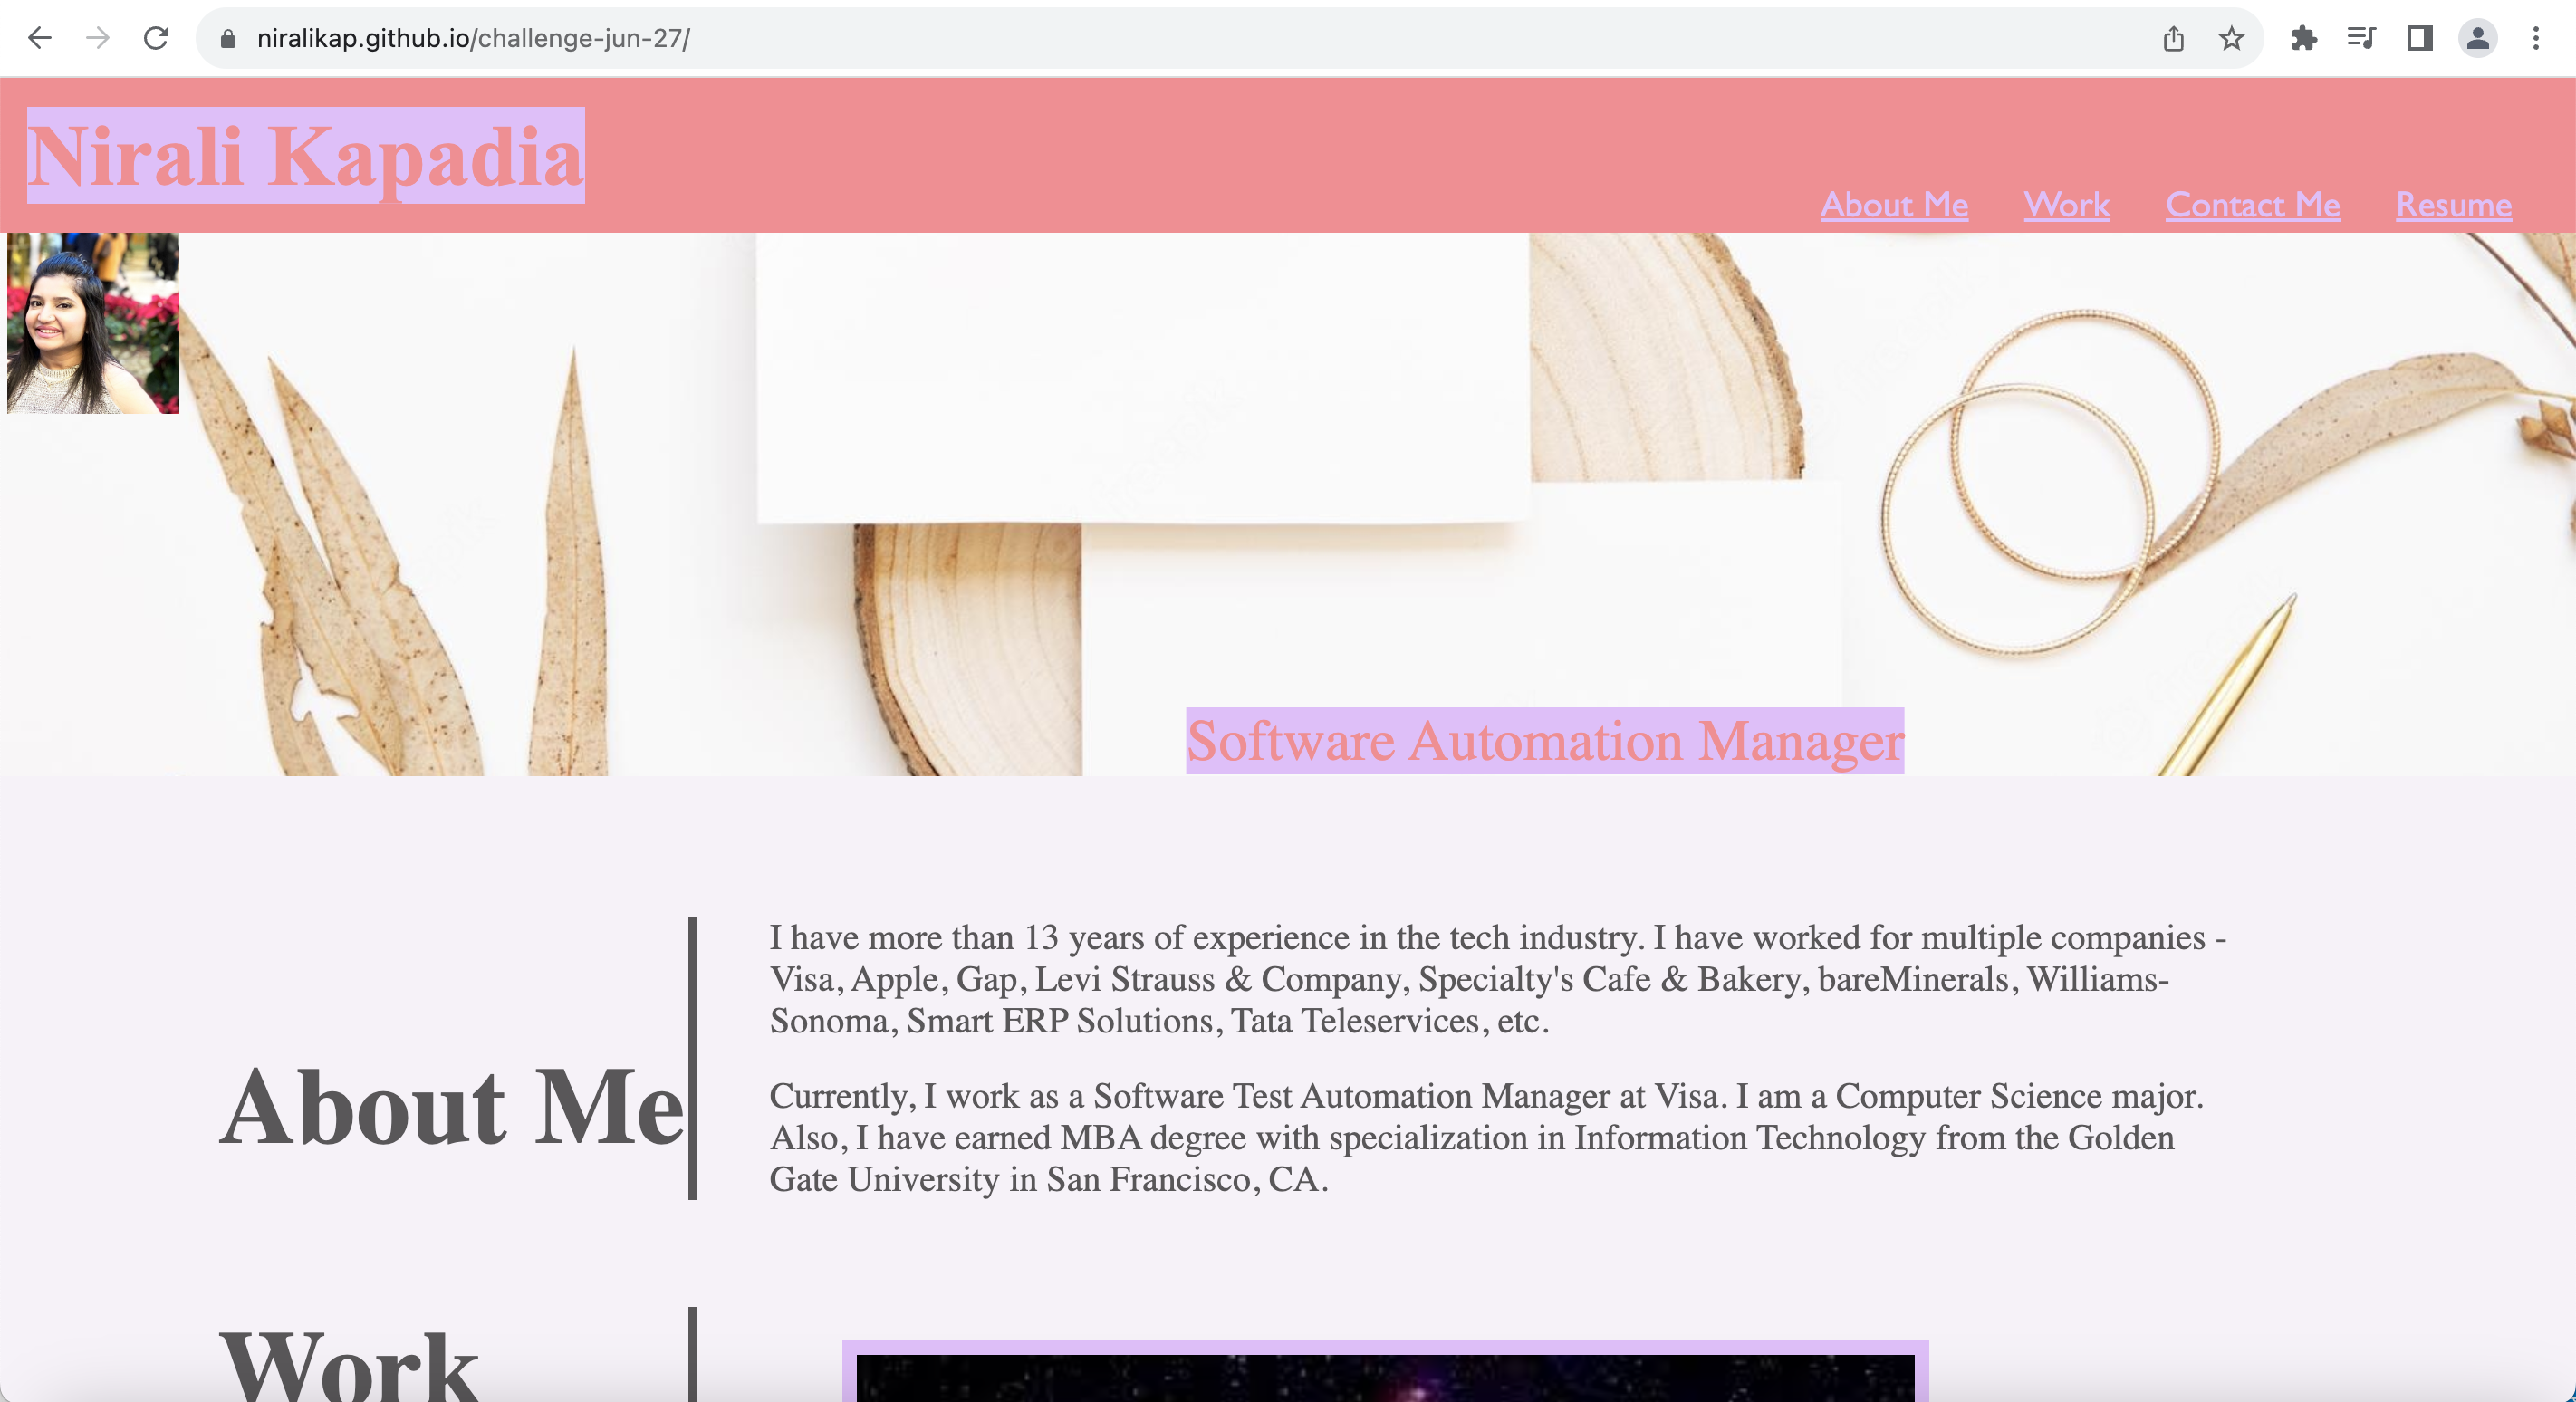 niralikap.github.io/challenge-jun-27/
Nirali Kapadia
About Me Work Contact Me Resume
Software Automation Manager
I have more than 13 years of experience in the tech industry. I have worked for multiple companies -
Visa, Apple, Gap, Levi Strauss & Company, Specialty's Cafe & Bakery, bareMinerals, Williams-
Sonoma, Smart ERP Solutions, Tata Teleservices, etc.
About Me
Currently, I work as a Software Test Automation Manager at Visa. I am a Computer Science major.
Also, I have earned MBA degree with specialization in Information Technology from the Golden
Gate University in San Francisco, CA.
Work